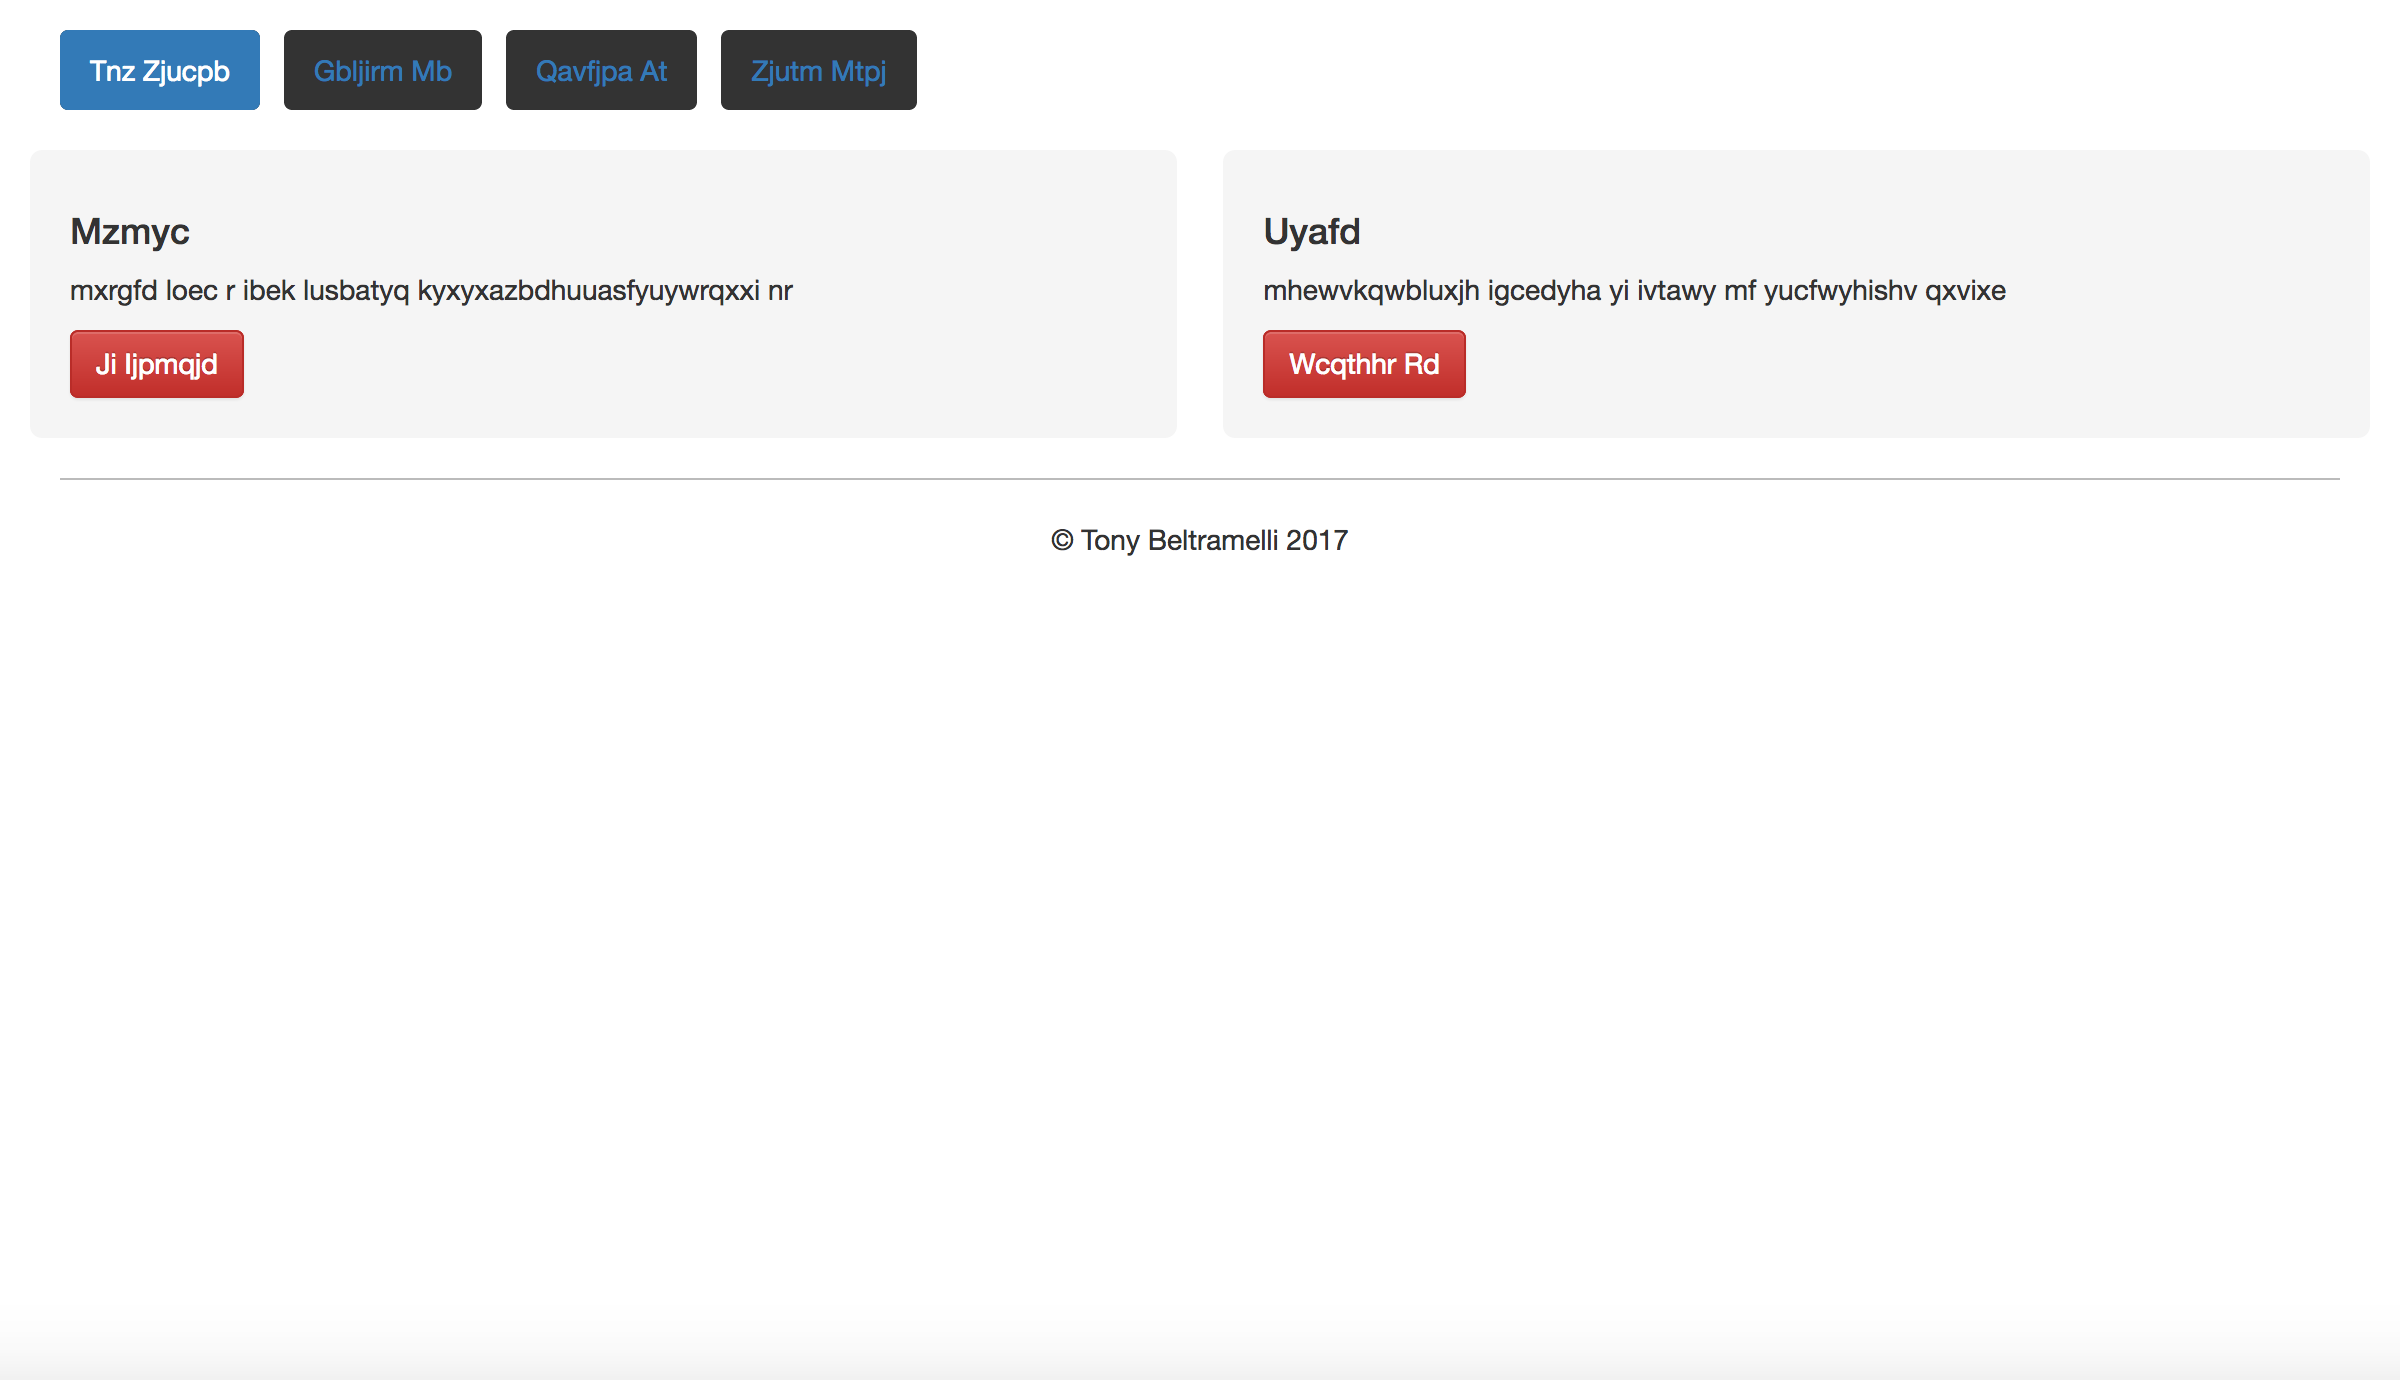 Tnz Zjucpb Gbljirm Mb Qavfjpa At Zjutm Mtpj
Mzmyc
mxrgfd loec r ibek lusbatyq kyxyxazbdhuuasfyuywrqxxi nr
Ji Ijpmqjd
Uyafd
mhewvkqwbluxjh igcedyha yi ivtawy mf yucfwyhishv qxvixe
Wcqthhr Rd
© Tony Beltramelli 2017